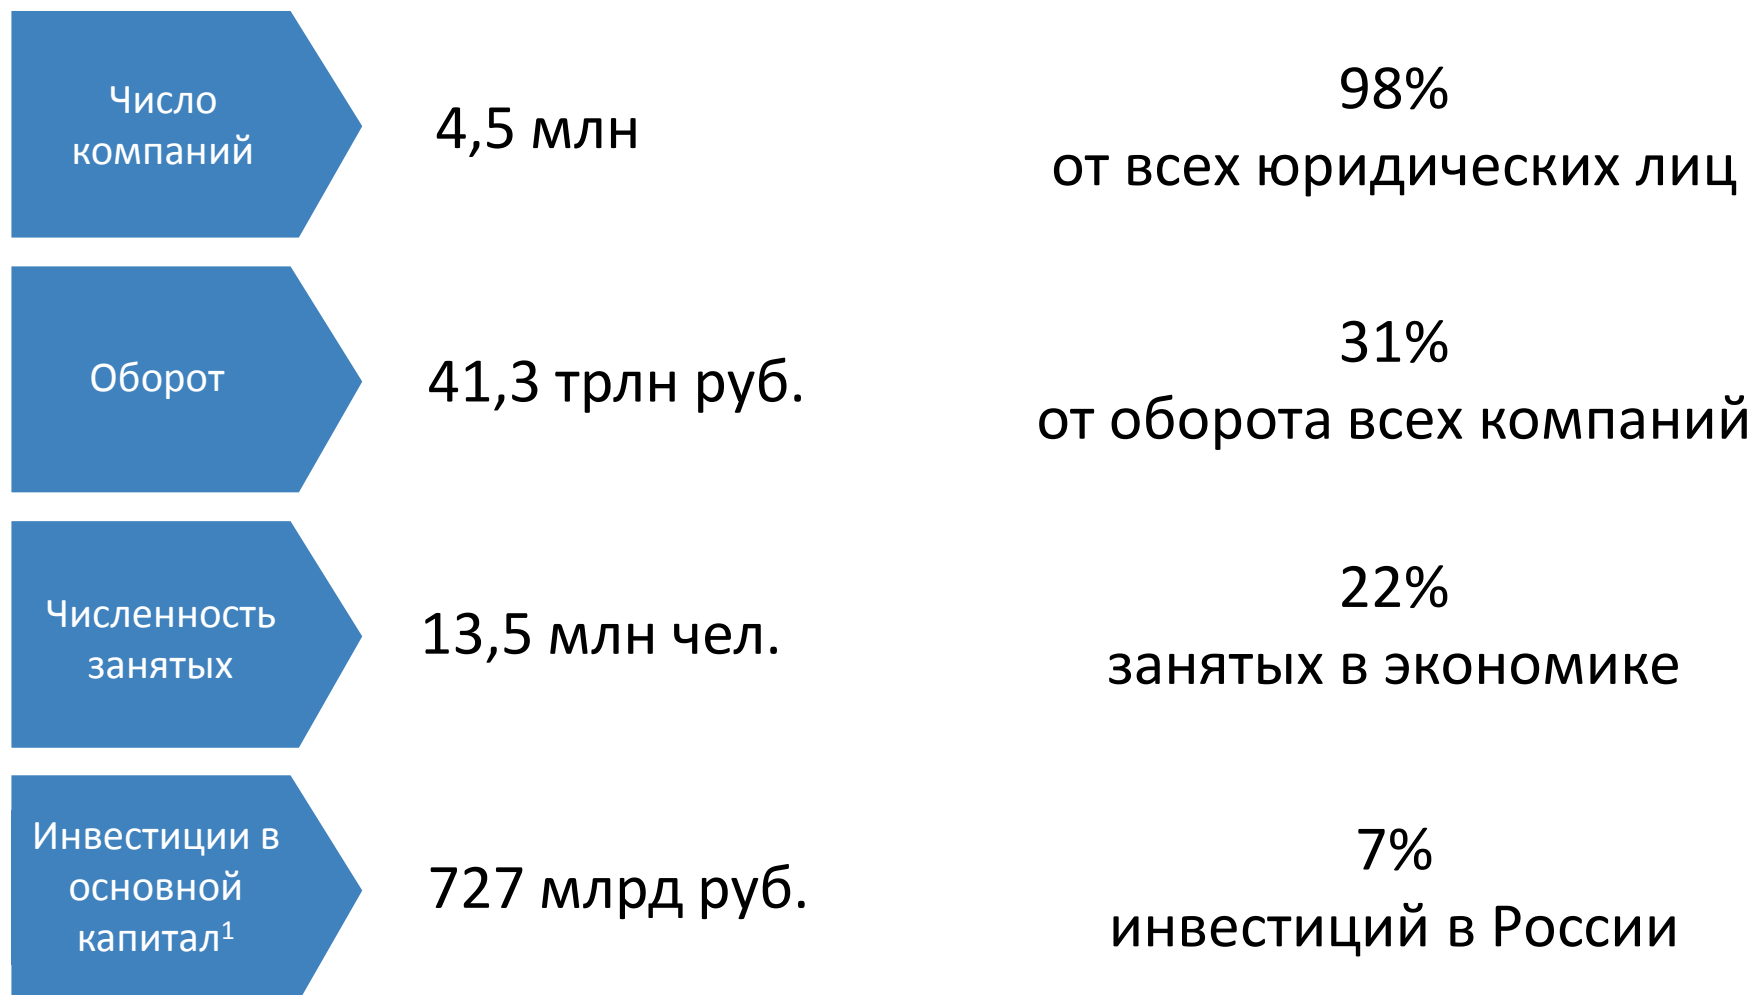 Число
компаний
4,5 млн
98%
от всех юридических лиц
Оборот
41,3 трлн руб.
31%
от оборота всех компаний
Численность
занятых
13,5 млн чел.
22%
занятых в экономике
Инвестиции в
основной
капитал¹
727 млрд руб.
7%
инвестиций в России